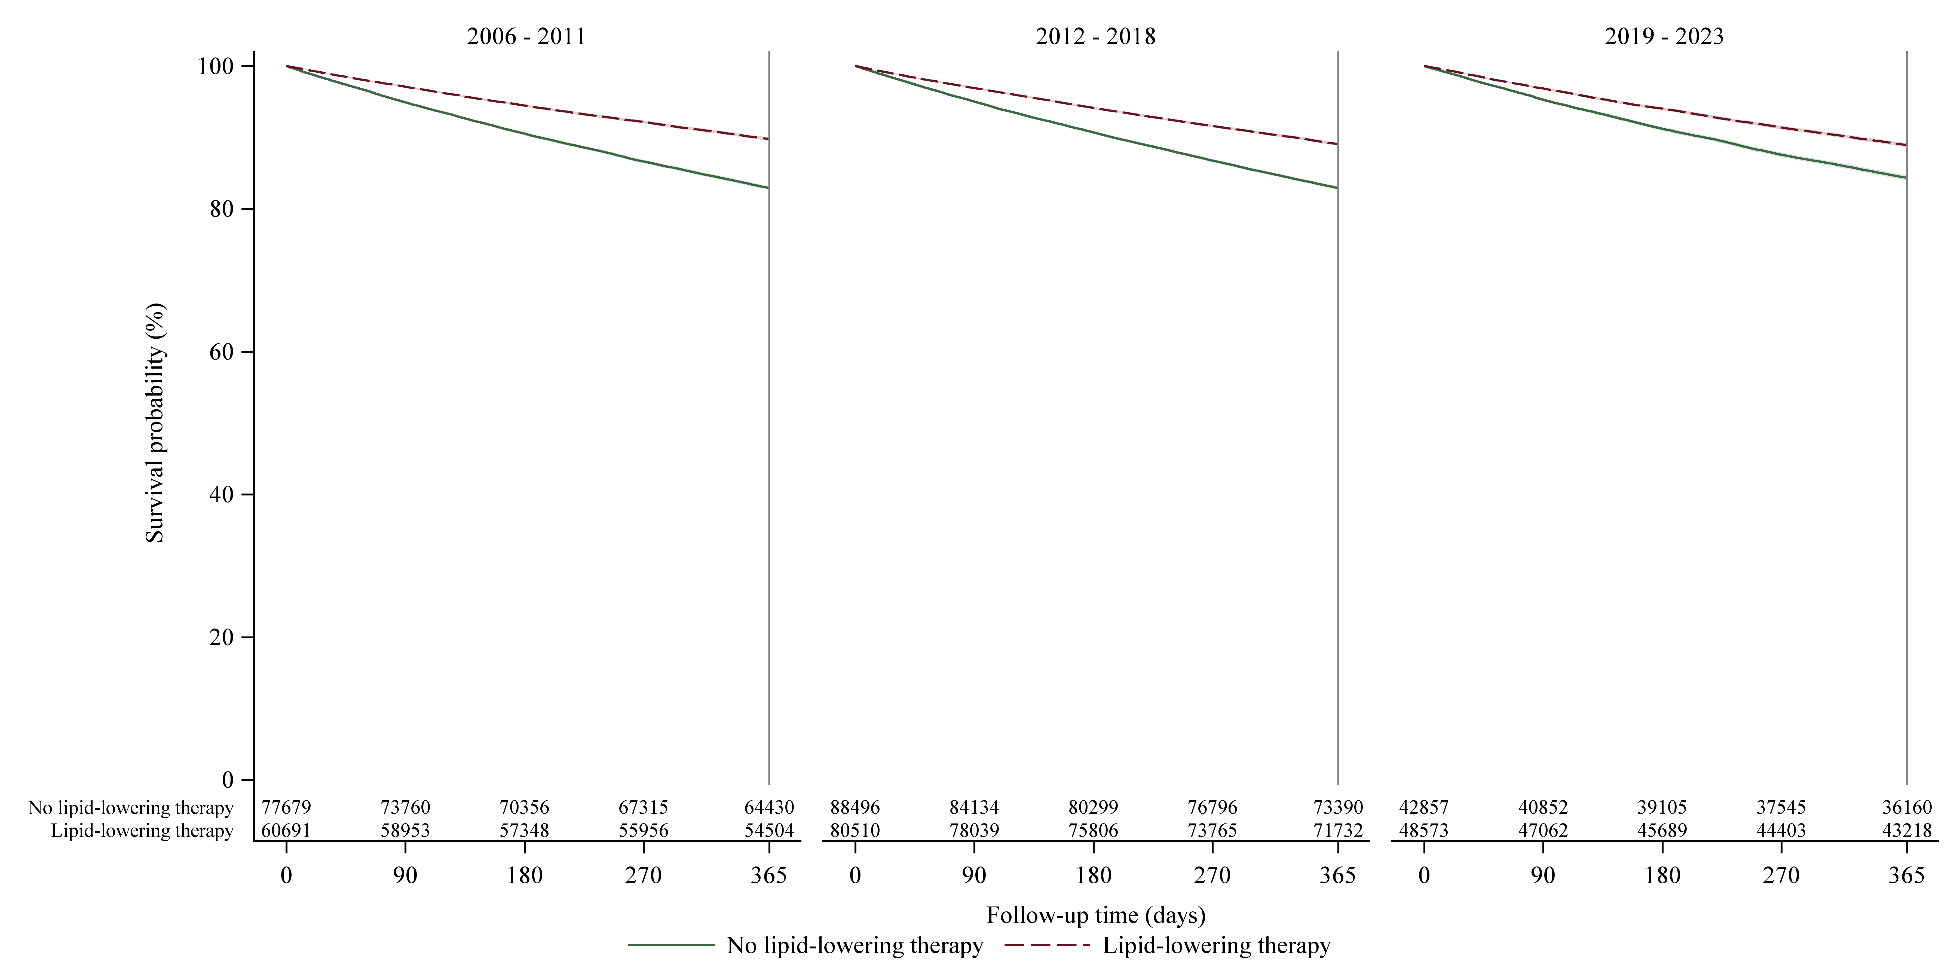 2006 - 2011 2012 - 2018 2019 - 2023
100
80
60
40
20
0
Survival probability (%)
No lipid-lowering therapy 77679 73760 70356 67315 64430 88496 84134 80299 76796 73390 42857 40852 39105 37545 36160
Lipid-lowering therapy 60691 58953 57348 55956 54504 80510 78039 75806 73765 71732 48573 47062 45689 44403 43218
0 90 180 270 365 0 90 180 270 365 0 90 180 270 365
Follow-up time (days)
No lipid-lowering therapy Lipid-lowering therapy